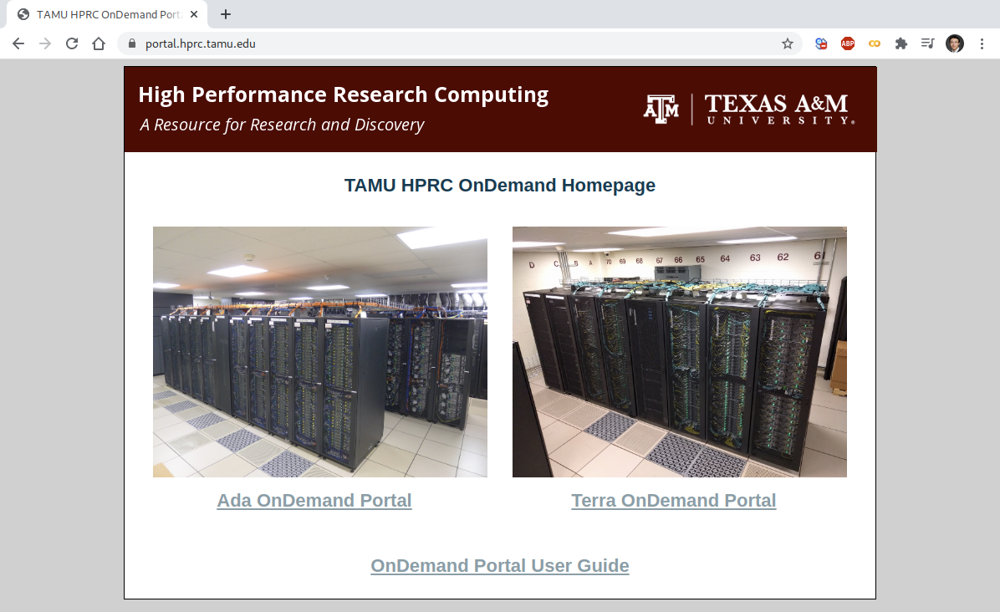 TAMU HPRC OnDemand Porta
portal.hprc.tamu.edu
ABP
High Performance Research Computing
A Resource for Research and Discovery
ATM
TEXAS A&M
UNIVERSITY®
TAMU HPRC OnDemand Homepage
D C B A 70 69 68 67 66 65 64 63 62 61
Ada OnDemand Portal
Terra OnDemand Portal
OnDemand Portal User Guide